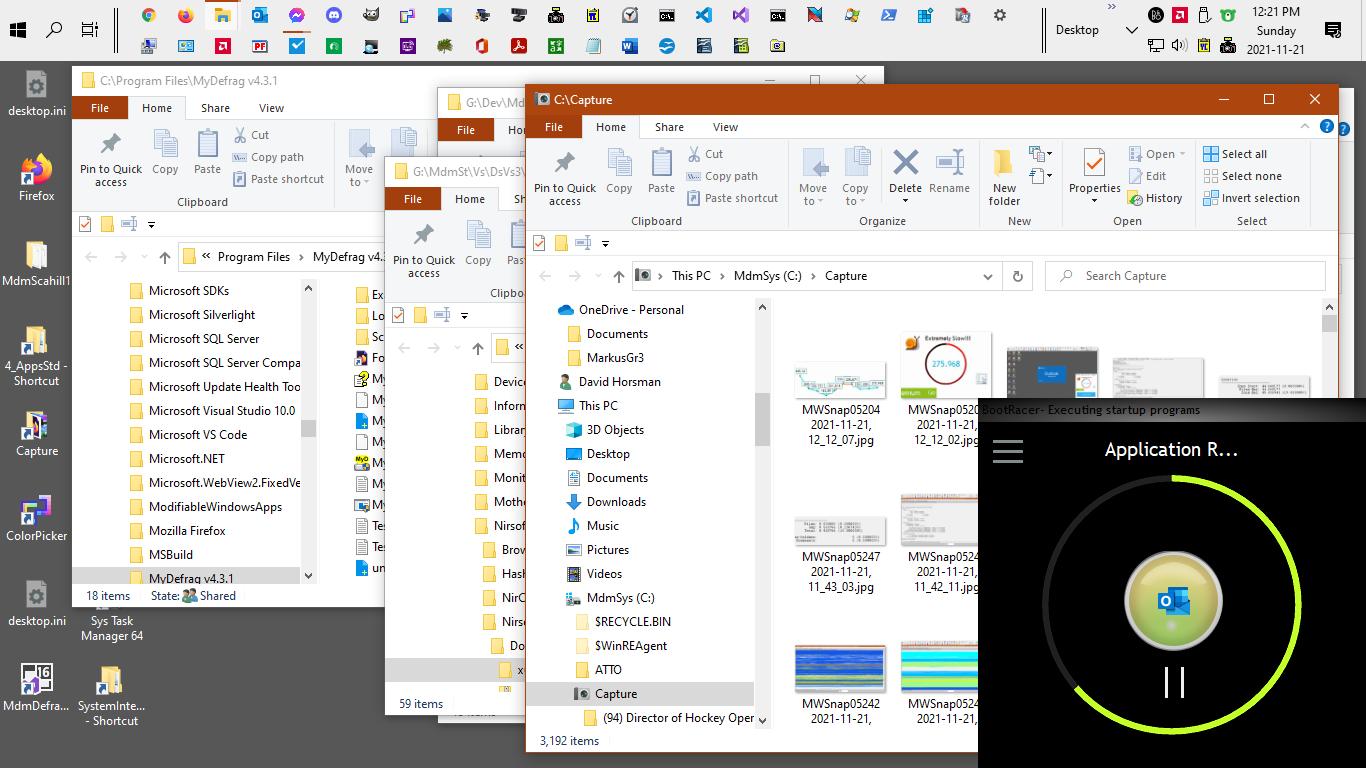 Desktop
»
12:21 PM
Sunday
2021-11-21
desktop.ini
Firefox
MdmScahill1
4_AppsStd -
Shortcut
Capture
ColorPicker
desktop.ini
Sys Task
Manager 64
MdmDefra...
SystemInte...
- Shortcut
C:\Program Files\MyDefrag v4.3.1
File
Home
Share
View
Pin to Quick
access
Copy
Paste
Cut
Copy path
Paste shortcut
Move
to
Clipboard
« Program Files > MyDefrag v4.3
Microsoft SDKs
Microsoft Silverlight
Microsoft SQL Server
Microsoft SQL Server Compa
Microsoft Update Health Too
Microsoft Visual Studio 10.0
Microsoft VS Code
Microsoft.NET
Microsoft.WebView2.FixedVe
ModifiableWindowsApps
Mozilla Firefox
MSBuild
MyDefrag v4.3.1
Ex
Lo
Sc
Fo
My
My
My
My
My
My
My
My
Te
Te
un
18 items
State:
Shared
G:\Dev\Md
File
Ho
G:\MdmSt\Vs\DsVs3\
File
Home
Sh
Pin to Quick
access
Copy
Pas
Clipbo
«
Device
Inform
Library
Memo
Monit
Mothe
Nirsoft
Brow
Hash
NirC
Nirso
Do
x
59 items
C:\Capture
File
Home
Share
View
Pin to Quick
access
Copy
Paste
Cut
Copy path
Paste shortcut
Clipboard
Move
to
Copy
to
Delete
Rename
Organize
New
folder
New
Properties
Open
Edit
History
Open
Select all
Select none
Invert selection
Select
This PC > MdmSys (C:) > Capture
Search Capture
OneDrive - Personal
Documents
MarkusGr3
David Horsman
This PC
3D Objects
Desktop
Documents
Downloads
Music
Pictures
Videos
MdmSys (C:)
$RECYCLE.BIN
$WinREAgent
ATTO
Capture
(94) Director of Hockey Oper
3,192 items
Extremely Slow!!!
275.968
MWSnap05204
2021-11-21,
12_12_07.jpg
MWSnap0520
2021-11-21,
12_12_02.jpg
MWSnap05247
2021-11-21,
11_43_03.jpg
MWSnap0524
2021-11-21,
11_42_11.jpg
MWSnap05242
2021-11-21,
MWSnap0524
2021-11-21,
BootRacer- Executing startup programs
Application R...